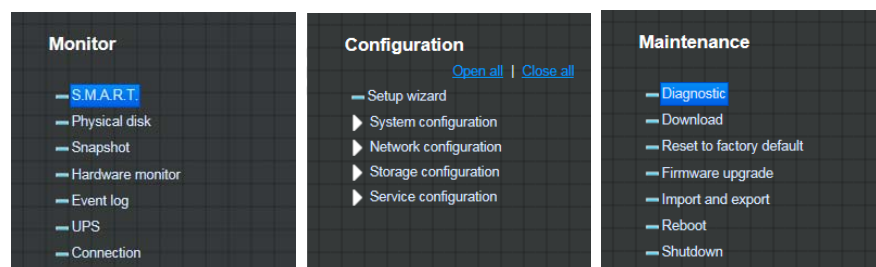 Monitor
S.M.A.R.T.
Physical disk
Snapshot
Hardware monitor
Event log
UPS
Connection
Configuration
Open all | Close all
Setup wizard
System configuration
Network configuration
Storage configuration
Service configuration
Maintenance
Diagnostic
Download
Reset to factory default
Firmware upgrade
Import and export
Reboot
Shutdown